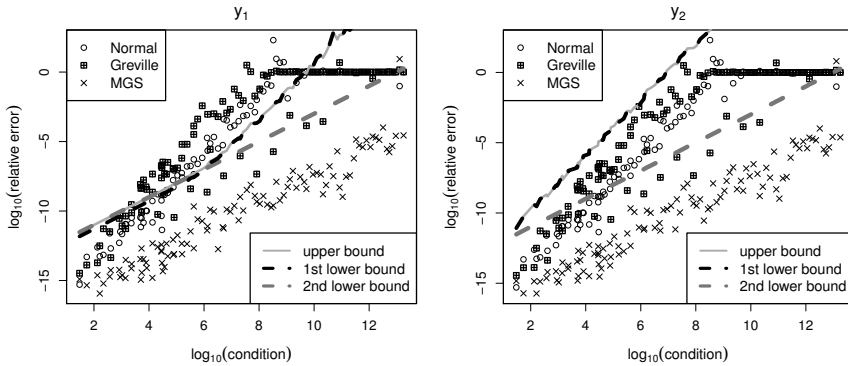 y1
Normal
Greville
MGS
upper bound
1st lower bound
2nd lower bound
0
−5
−10
−15
2 4 6 8 10 12
log10(relative error)
log10(condition)
y2
Normal
Greville
MGS
upper bound
1st lower bound
2nd lower bound
0
−5
−10
−15
2 4 6 8 10 12
log10(relative error)
log10(condition)